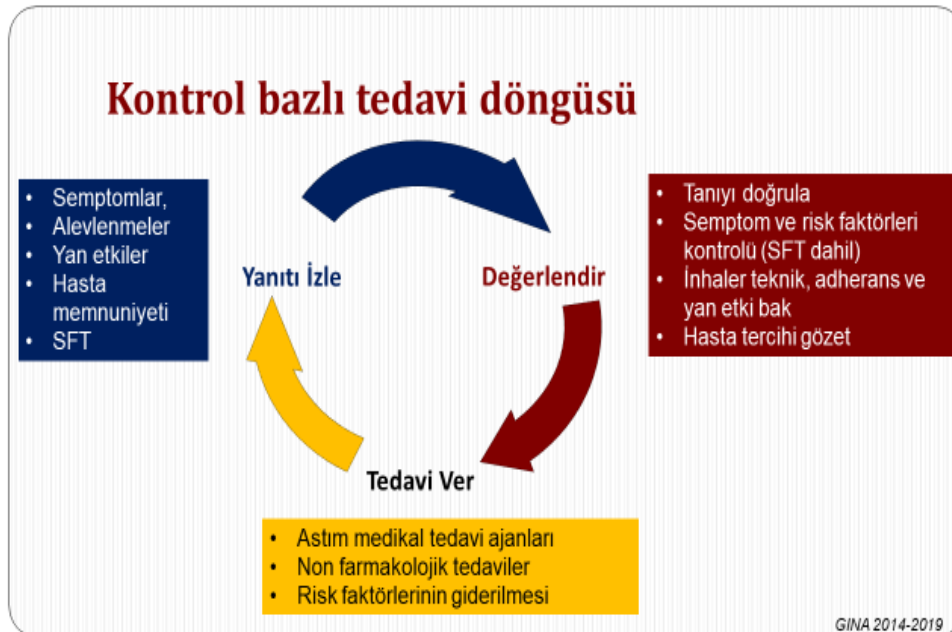 Kontrol bazlı tedavi döngüsü
• Semptomlar,
• Alevlenmeler
• Yan etkiler
• Hasta
memnuniyeti
• SFT
Yanıtı İzle
Değerlendir
• Tanıyı doğrula
• Semptom ve risk faktörleri
kontrolü (SFT dahil)
• İnhaler teknik, adherans ve
yan etki bak
• Hasta tercihi gözet
Tedavi Ver
• Astım medikal tedavi ajanları
• Non farmakolojik tedaviler
• Risk faktörlerinin giderilmesi
GINA 2014-2019